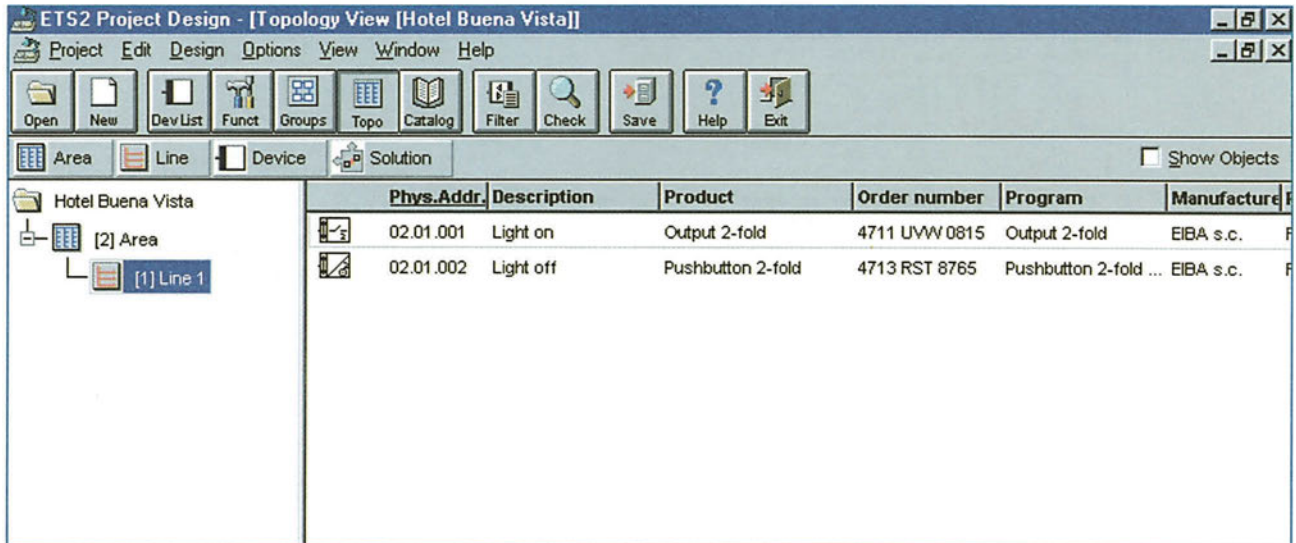 ETS2 Project Design - [Topology View [Hotel Buena Vista]]
Project Edit Design Options View Window Help
Open New Dev List Funct Groups Topo Catalog Filter Check Save Help Exit
Area Line Device Solution Show Objects
Hotel Buena Vista
[2] Area
[1] Line 1
Phys.Addr. Description Product Order number Program Manufacture
02.01.001 Light on Output 2-fold 4711 UVW 0815 Output 2-fold EIBA s.c.
02.01.002 Light off Pushbutton 2-fold 4713 RST 8765 Pushbutton 2-fold ... EIBA s.c.